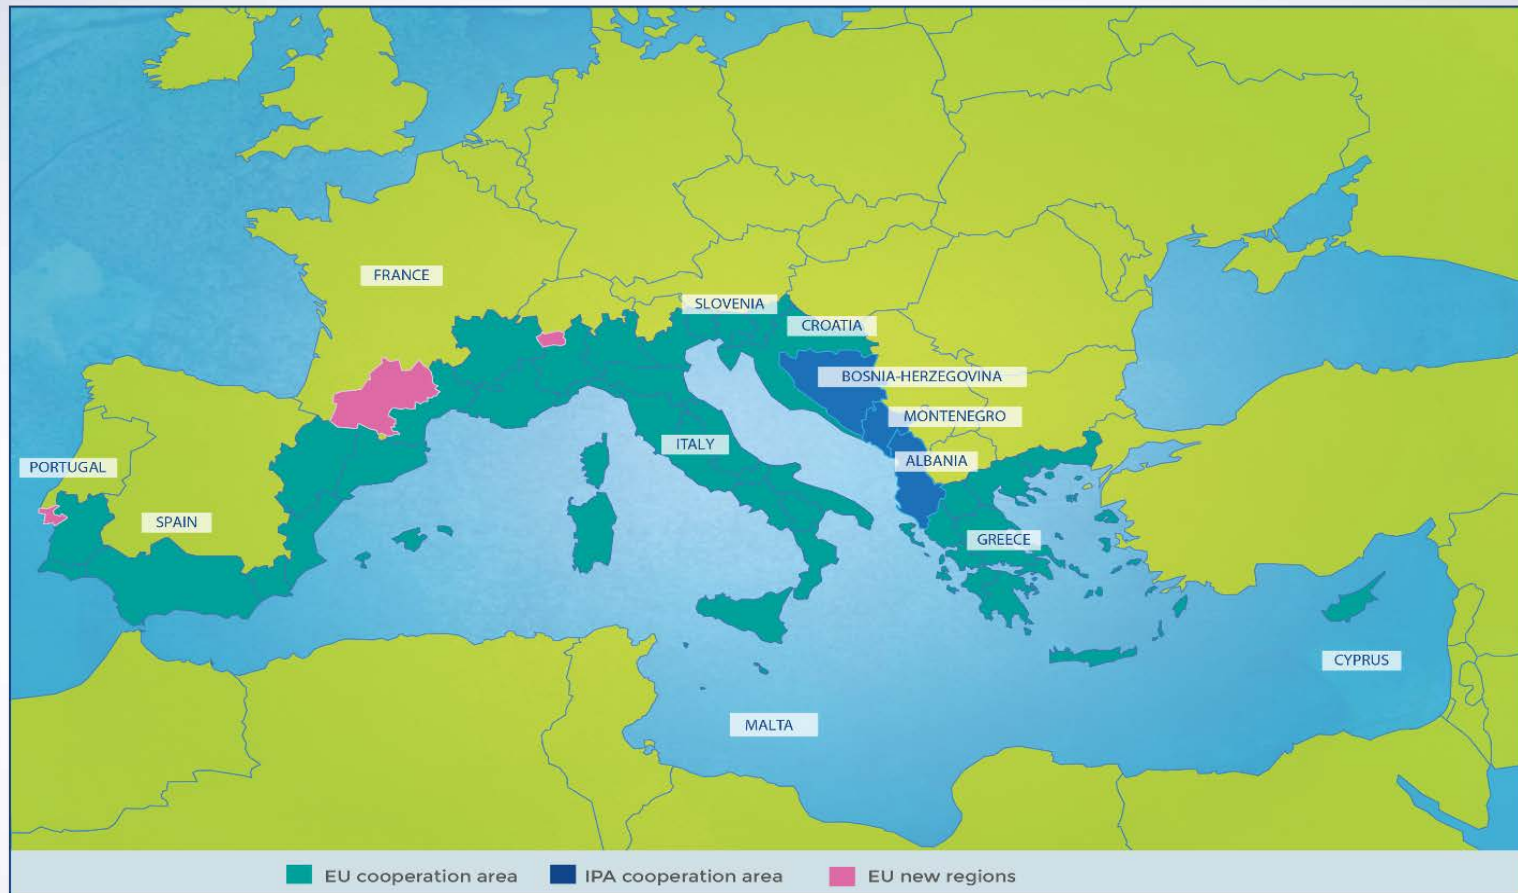 FRANCE
SLOVENIA
CROATIA
BOSNIA-HERZEGOVINA
MONTENEGRO
ITALY
ALBANIA
PORTUGAL
SPAIN
GREECE
CYPRUS
MALTA
EU cooperation area
IPA cooperation area
EU new regions